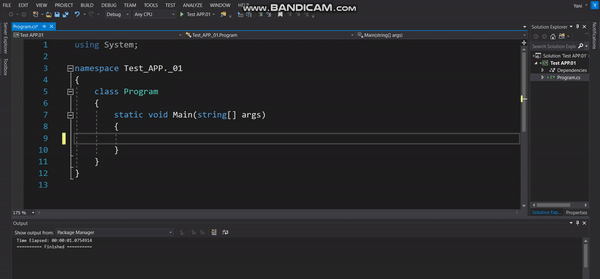 www.BANDICAM.com
FILE EDIT VIEW PROJECT BUILD DEBUG TEAM TOOLS TEST ANALYZE WINDOW HELP
Yaniv
Debug Any CPU Test APP.01
Server Explorer
Toolbox
Notifications
Program.cs*
Test APP.01 Test_APP._01.Program Main(string[] args)
1 using System;
2
3 namespace Test_APP._01
4 {
5 class Program
6 {
7 static void Main(string[] args)
8 {
9
10 }
11 }
12 }
13
175 %
Solution Explorer
Search Solution Explo
Solution 'Test APP.01'
Test APP.01
Dependencies
Program.cs
Solution Exp... Properties
Output
Show output from: Package Manager
Time Elapsed: 00:00:01.0754914
========== Finished ==========